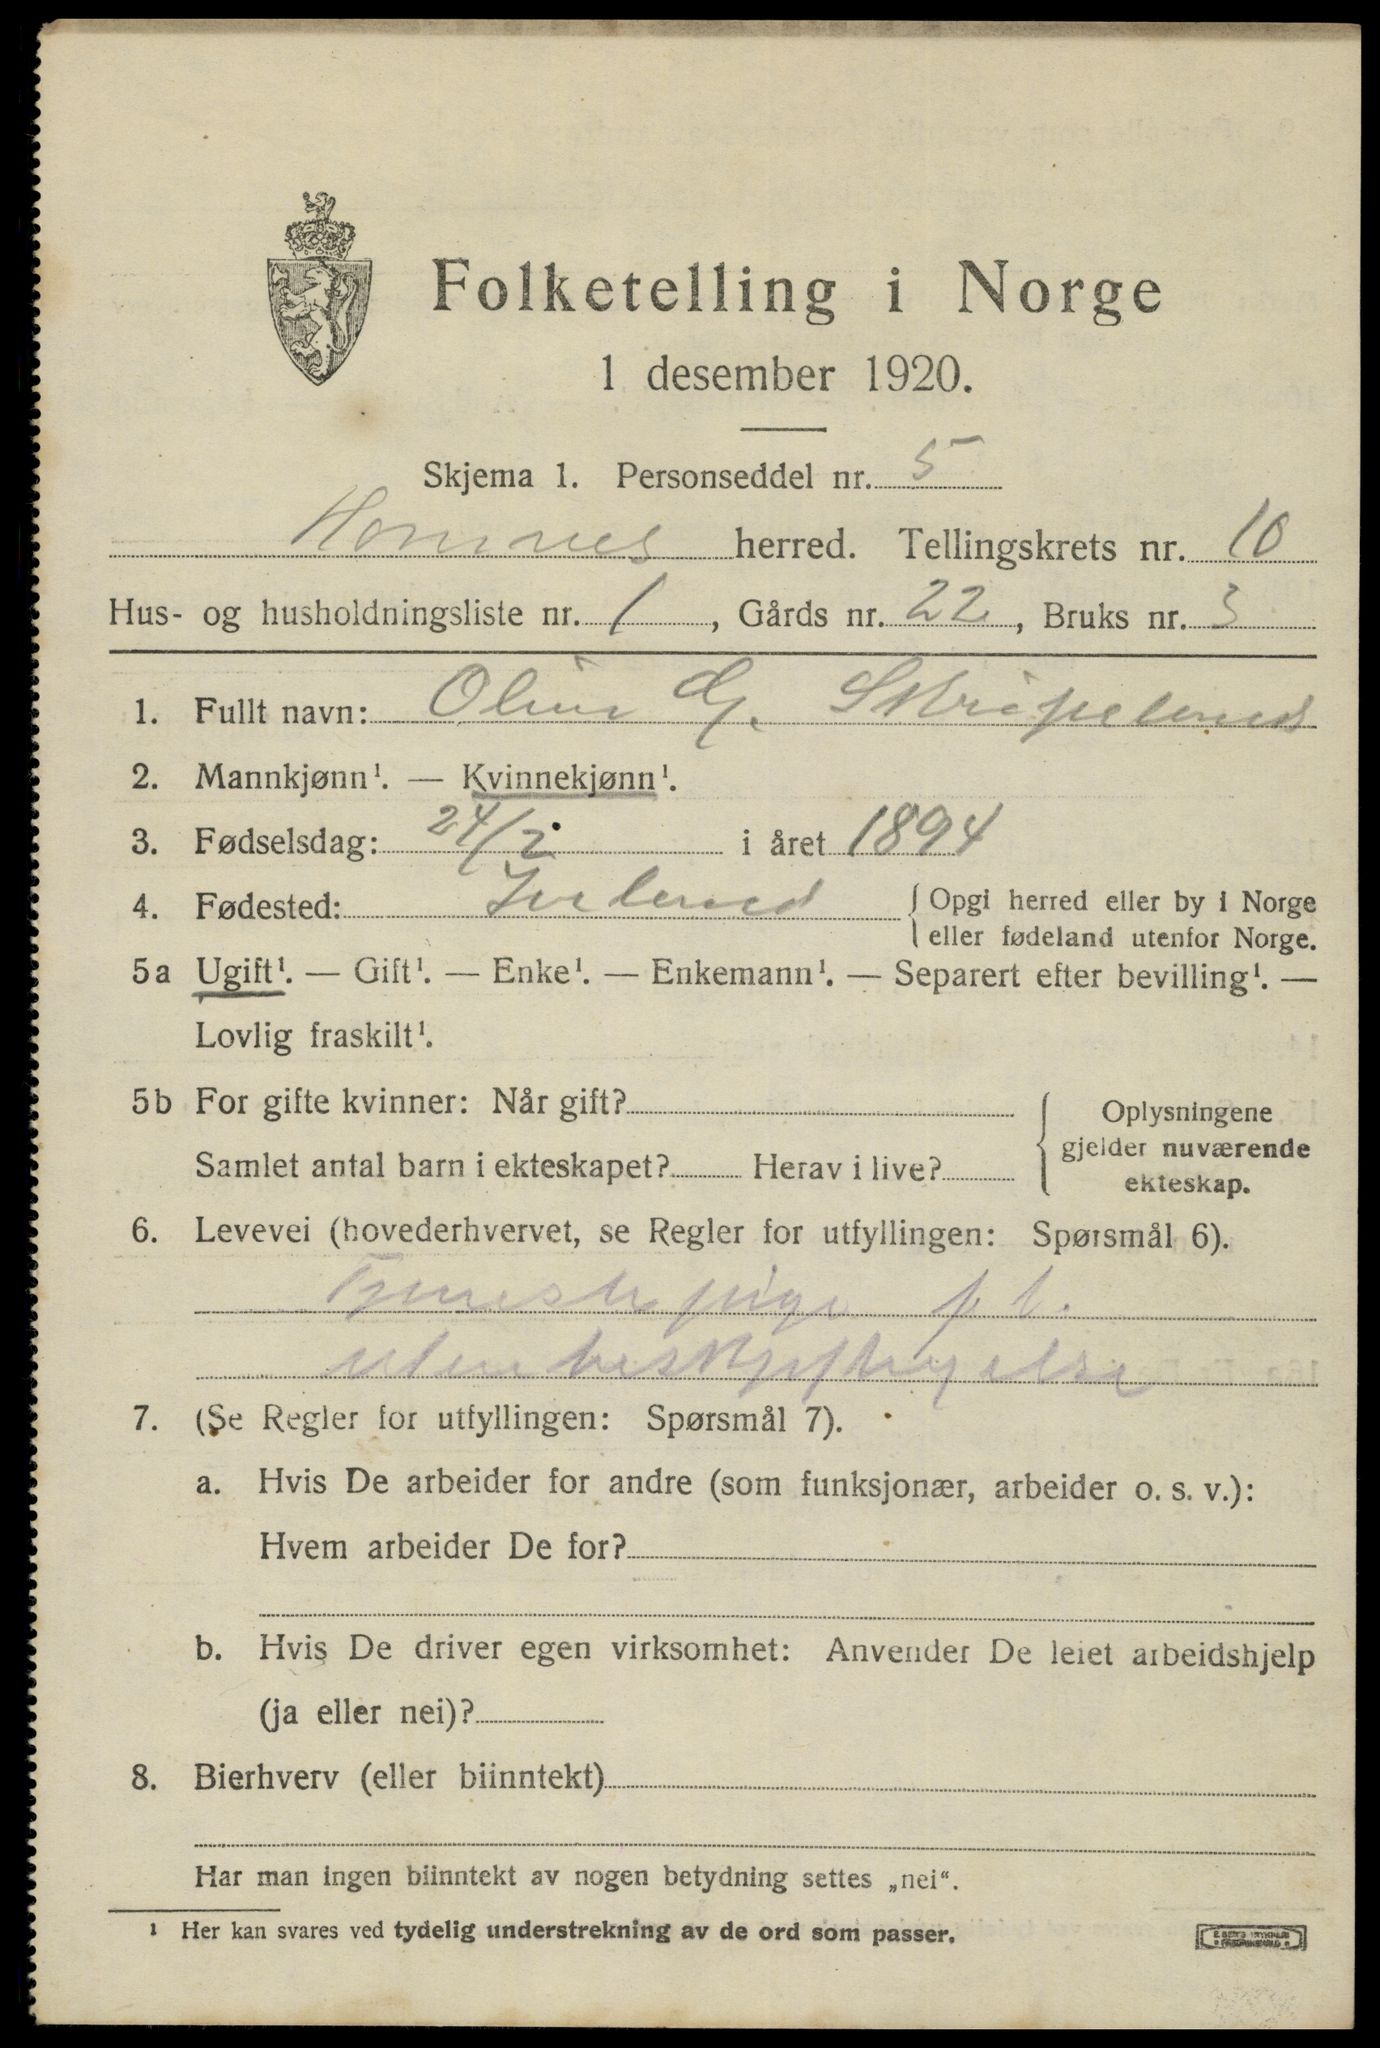 Folketelling i Norge
1 desember 1920.
Skjema 1. Personseddel nr. 5
Hornnes herred. Tellingskrets nr. 10
Hus- og husholdningsliste nr. 1, Gårds nr. 22, Bruks nr. 3
1. Fullt navn: Oline G. Skripeland
2. Mannkjønn¹. — Kvinnekjønn¹.
3. Fødselsdag: 24/2 i året 1894
4. Fødested: Iveland { Opgi herred eller by i Norge
eller fødeland utenfor Norge.
5a Ugift¹. — Gift¹. — Enke¹. — Enkemann¹. — Separert efter bevilling¹. —
Lovlig fraskilt¹.
5b For gifte kvinner: Når gift?
Samlet antal barn i ekteskapet? Herav i live?
Oplysningene
gjelder nuværende
ekteskap.
6. Levevei (hovederhvervet, se Regler for utfyllingen: Spørsmål 6).
Tjenestepige p.t.
uten beskjeftigelse
7. (Se Regler for utfyllingen: Spørsmål 7).
a. Hvis De arbeider for andre (som funksjonær, arbeider o. s. v.):
Hvem arbeider De for?
b. Hvis De driver egen virksomhet: Anvender De leiet arbeidshjelp
(ja eller nei)?
8. Bierhverv (eller biinntekt)
Har man ingen biinntekt av nogen betydning settes „nei“.
¹ Her kan svares ved tydelig understrekning av de ord som passer.